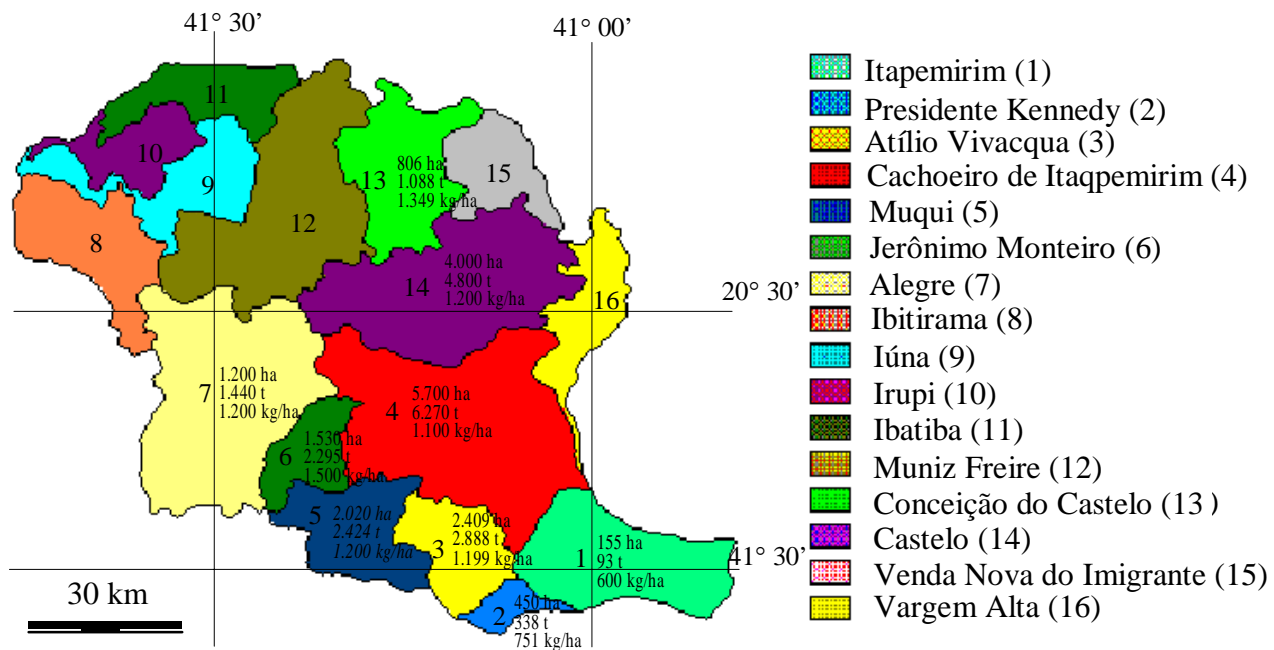 41° 30’
41° 00’
11
10
9
8
12
13
806 ha
1.088 t
1.349 kg/ha
15
14
4.000 ha
4.800 t
1.200 kg/ha
16
20° 30’
7
1.200 ha
1.440 t
1.200 kg/ha
4
5.700 ha
6.270 t
1.100 kg/ha
6
1.530 ha
2.295 t
1.500 kg/ha
5
2.020 ha
2.424 t
1.200 kg/ha
3
2.409 ha
2.888 t
1.199 kg/ha
1
155 ha
93 t
600 kg/ha
41° 30’
2
450 ha
338 t
751 kg/ha
30 km
Itapemirim (1)
Presidente Kennedy (2)
Atílio Vivacqua (3)
Cachoeiro de Itaqpemirim (4)
Muqui (5)
Jerônimo Monteiro (6)
Alegre (7)
Ibitirama (8)
Iúna (9)
Irupi (10)
Ibatiba (11)
Muniz Freire (12)
Conceição do Castelo (13)
Castelo (14)
Venda Nova do Imigrante (15)
Vargem Alta (16)